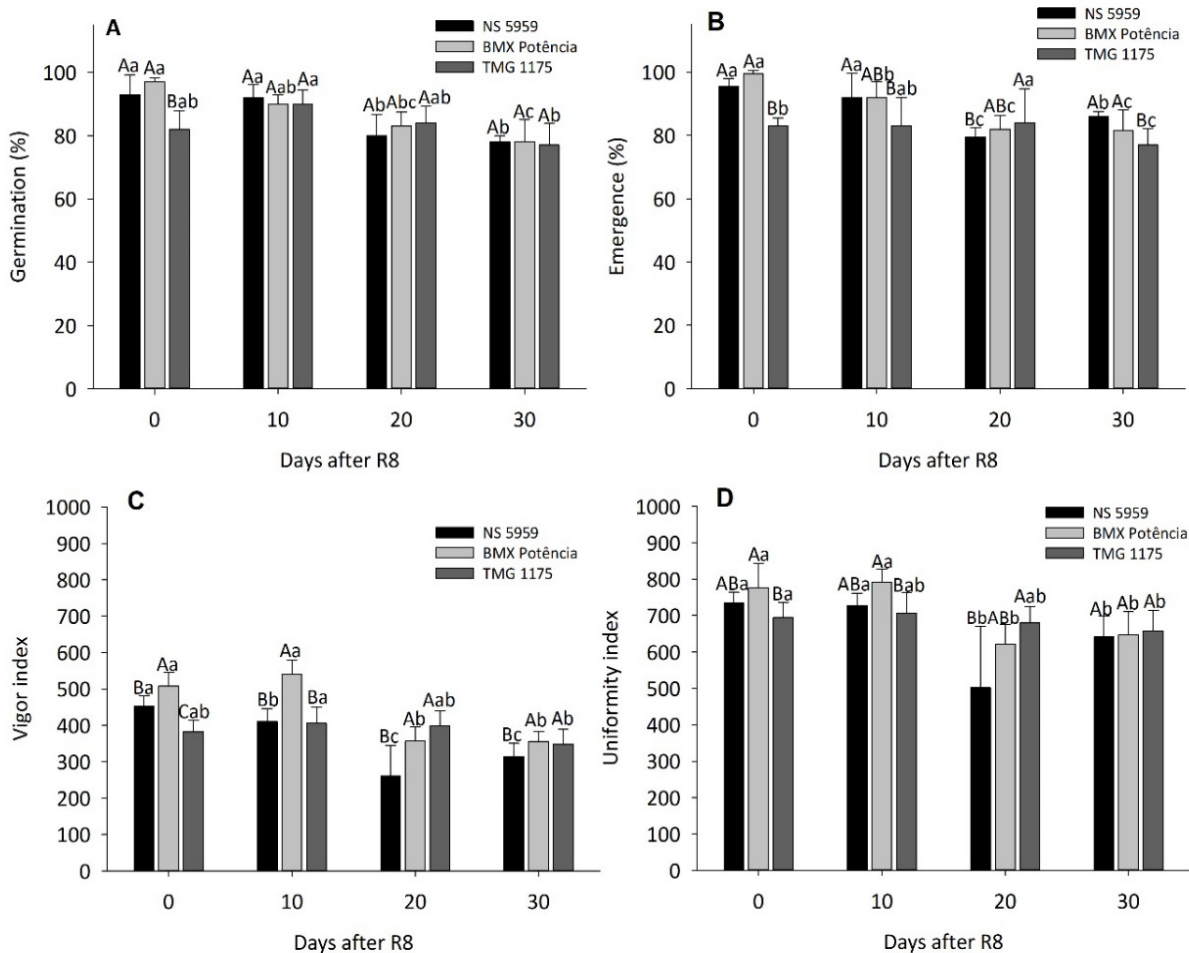 A
NS 5959
BMX Potência
TMG 1175
Germination (%)
100
80
60
40
20
0
Aa Aa Bab
Aa Aab Aa
Ab Abc Aab
Ab Ac Ab
0 10 20 30
Days after R8
B
NS 5959
BMX Potência
TMG 1175
Emergence (%)
100
80
60
40
20
0
Aa Aa Bb
Aa ABb Bab
Bc ABc Aa
Ab Ac Bc
0 10 20 30
Days after R8
C
NS 5959
BMX Potência
TMG 1175
Vigor index
1000
900
800
700
600
500
400
300
200
100
0
Ba Aa Cab
Bb Aa Ba
Bc Ab Aab
Bc Ab Ab
0 10 20 30
Days after R8
D
NS 5959
BMX Potência
TMG 1175
Uniformity index
1000
900
800
700
600
500
400
300
200
100
0
ABa Aa Ba
ABa Aa Bab
Bb ABb Aab
Ab Ab Ab
0 10 20 30
Days after R8